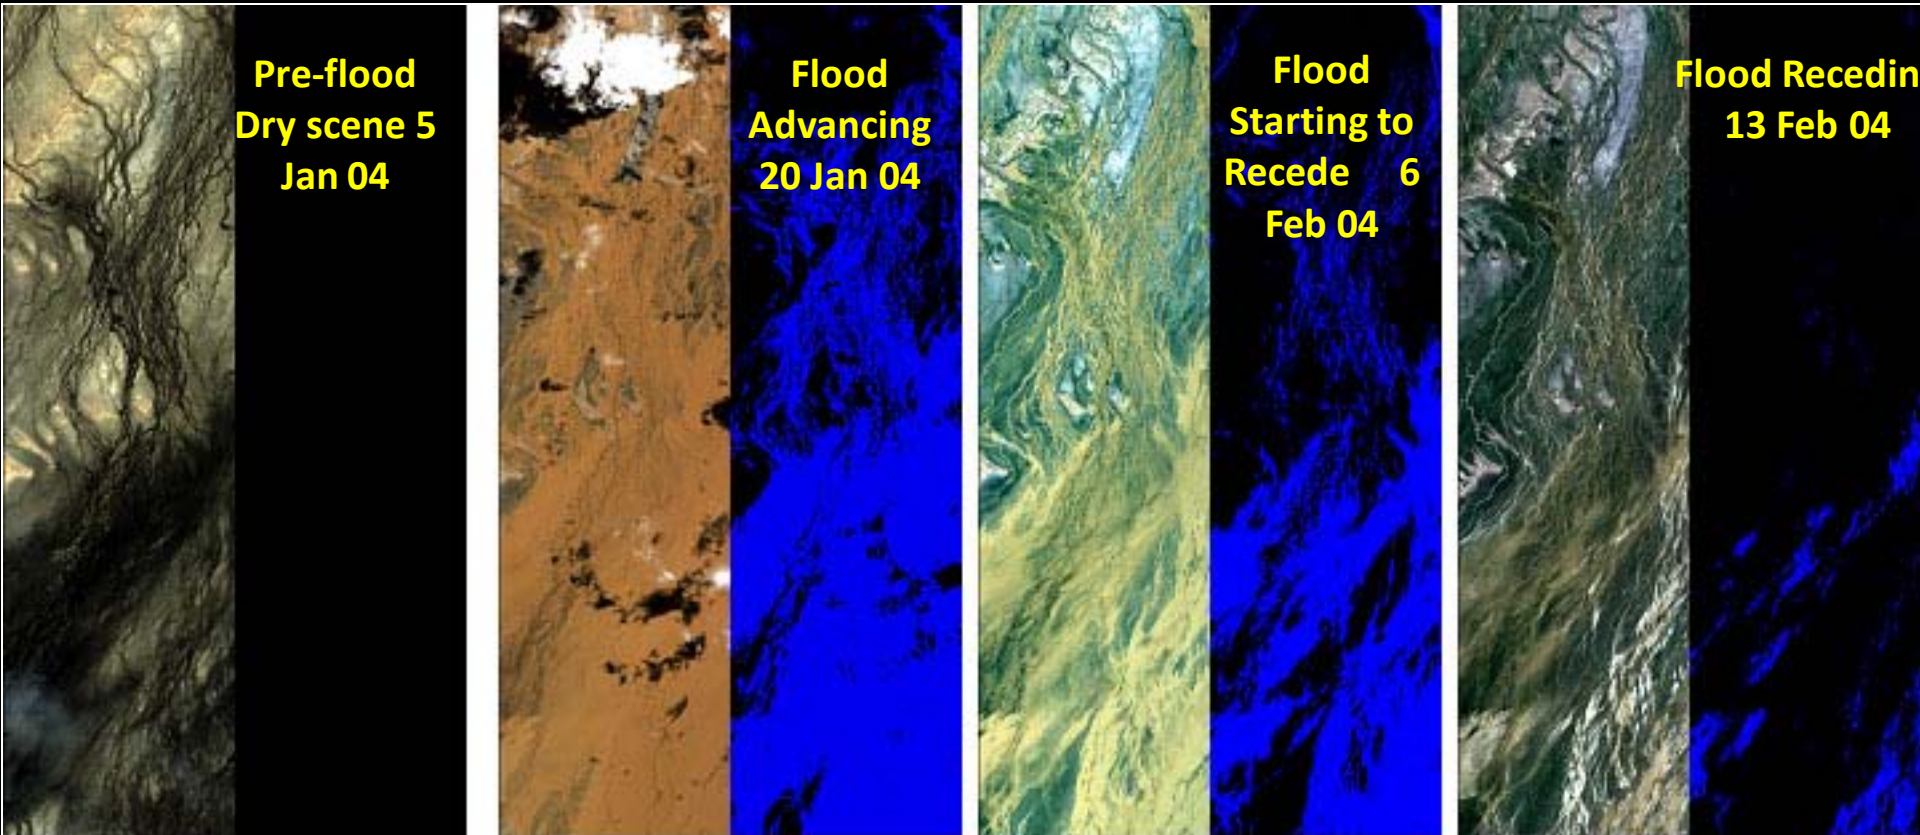 Pre-flood
Dry scene 5
Jan 04
Flood
Advancing
20 Jan 04
Flood
Starting to
Recede 6
Feb 04
Flood Recedin
13 Feb 04